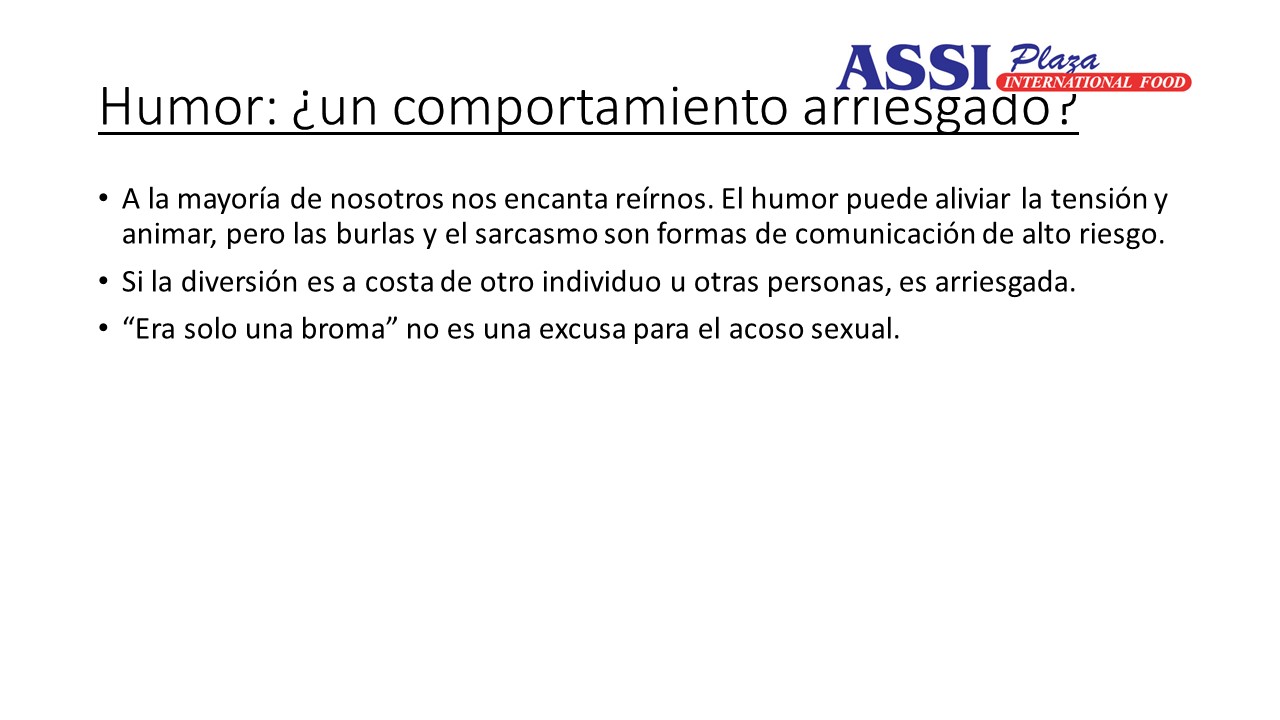 ASSI Plaza
INTERNATIONAL FOOD
Humor: ¿un comportamiento arriesgado?
• A la mayoría de nosotros nos encanta reírnos. El humor puede aliviar la tensión y
animar, pero las burlas y el sarcasmo son formas de comunicación de alto riesgo.
• Si la diversión es a costa de otro individuo u otras personas, es arriesgada.
• “Era solo una broma” no es una excusa para el acoso sexual.